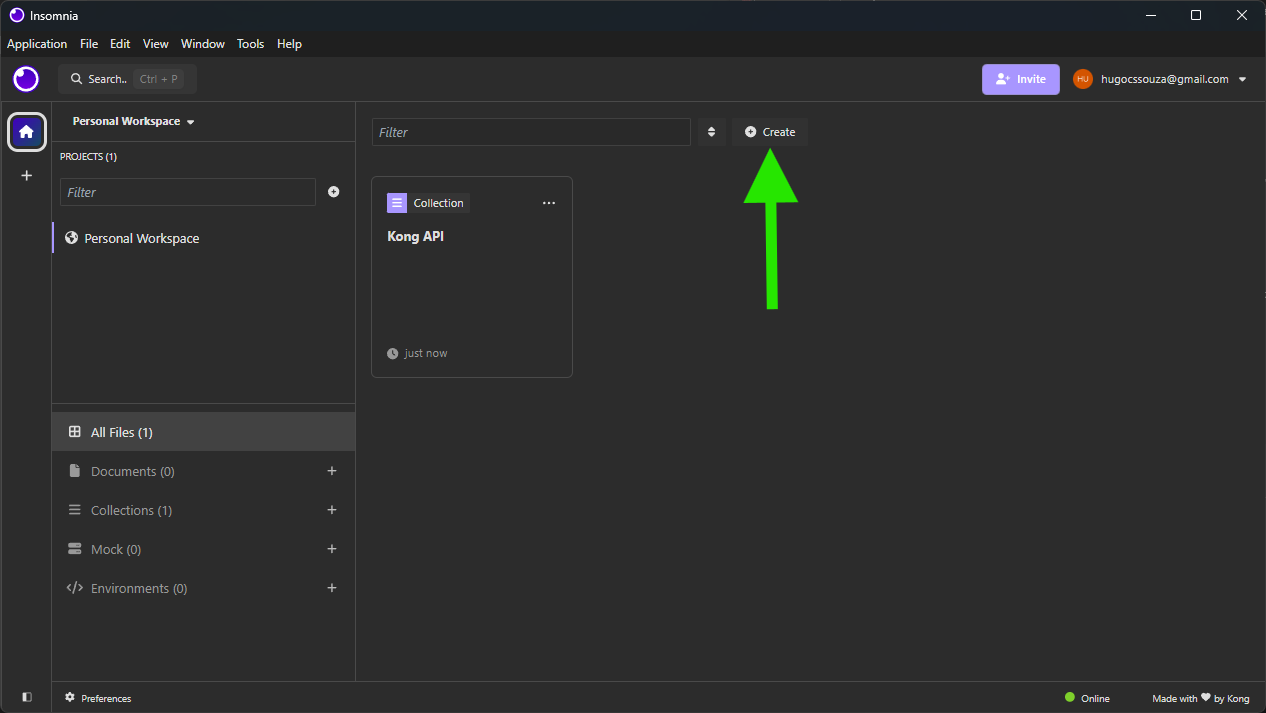 Insomnia
Application File Edit View Window Tools Help
Search.. Ctrl + P
Invite
HU hugocssouza@gmail.com
Personal Workspace
PROJECTS (1)
Filter
Personal Workspace
All Files (1)
Documents (0)
Collections (1)
Mock (0)
Environments (0)
Filter
Create
Collection
Kong API
just now
Preferences
Online
Made with by Kong